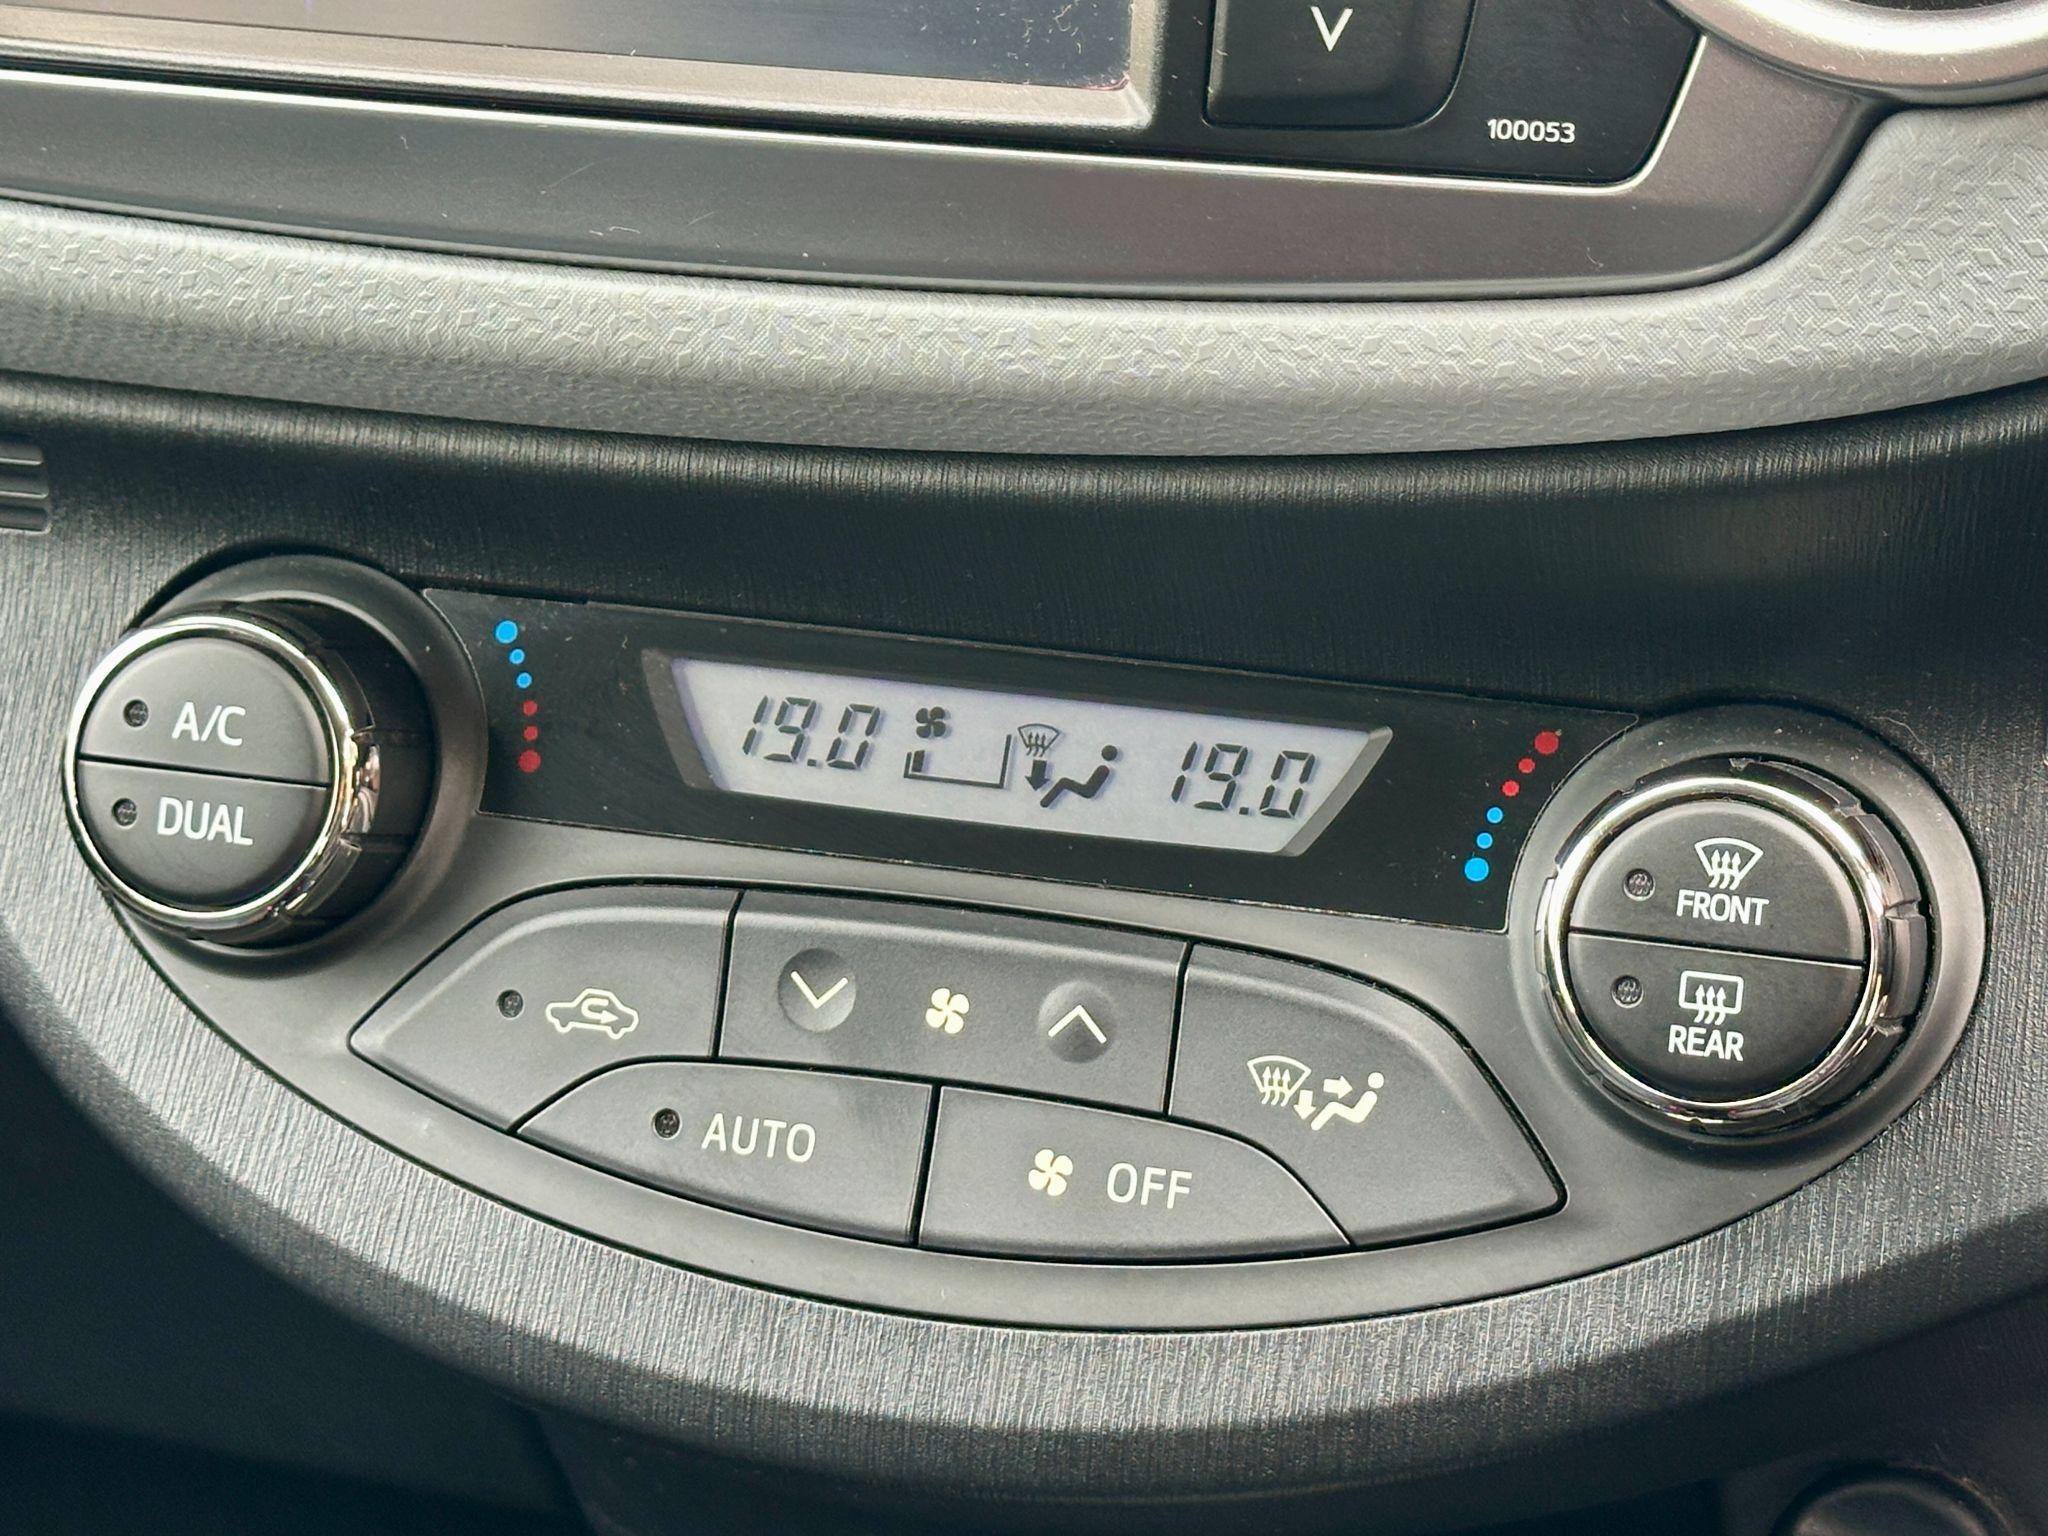 100053
A/C
DUAL
19.0
19.0
FRONT
REAR
AUTO
OFF